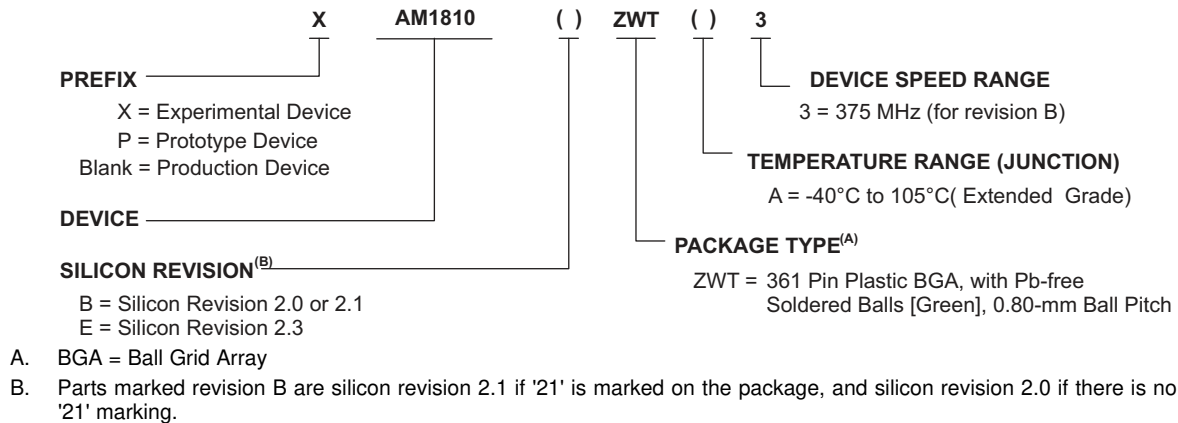 X AM1810 ( ) ZWT ( ) 3
PREFIX
X = Experimental Device
P = Prototype Device
Blank = Production Device
DEVICE
SILICON REVISION(B)
B = Silicon Revision 2.0 or 2.1
E = Silicon Revision 2.3
DEVICE SPEED RANGE
3 = 375 MHz (for revision B)
TEMPERATURE RANGE (JUNCTION)
A = -40°C to 105°C( Extended Grade)
PACKAGE TYPE(A)
ZWT = 361 Pin Plastic BGA, with Pb-free
Soldered Balls [Green], 0.80-mm Ball Pitch
A. BGA = Ball Grid Array
B. Parts marked revision B are silicon revision 2.1 if '21' is marked on the package, and silicon revision 2.0 if there is no
'21' marking.